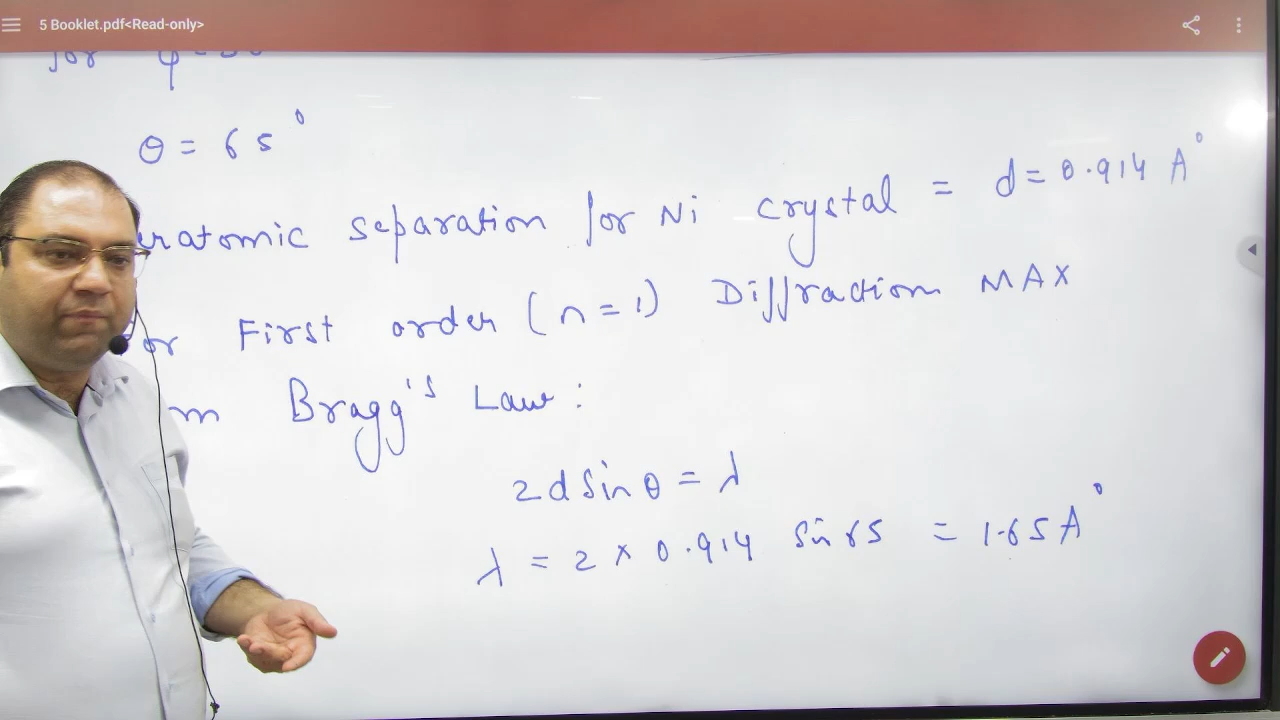 5 Booklet.pdf<Read-only>
for φ =
θ = 65°
eratomic separation for Ni crystal = d = 0.914 A°
or First order (n=1) Diffraction MAX
m Bragg's Law :
2d Sin θ = λ
λ = 2 × 0.914 Sin 65 = 1.65 A°